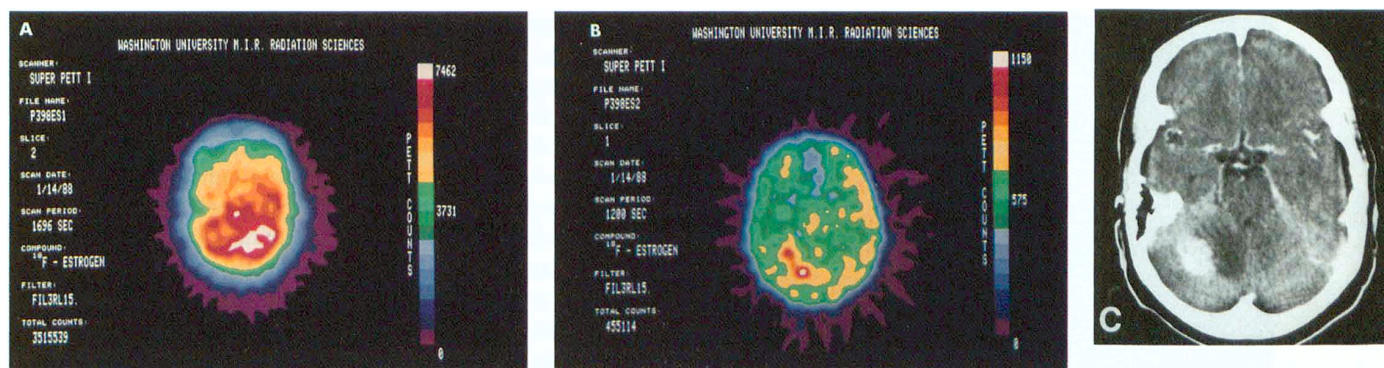 A
WASHINGTON UNIVERSITY M.I.R. RADIATION SCIENCES
SCANNER:
SUPER PETT I
FILE NAME:
P398ES1
SLICE:
2
SCAN DATE:
1/14/88
SCAN PERIOD:
1696 SEC
COMPOUND:
18F - ESTROGEN
FILTER:
FIL3RL15.
TOTAL COUNTS:
3515539
PETT COUNTS
7462
3731
0
B
WASHINGTON UNIVERSITY M.I.R. RADIATION SCIENCES
SCANNER:
SUPER PETT I
FILE NAME:
P398ES2
SLICE:
1
SCAN DATE:
1/14/88
SCAN PERIOD:
1200 SEC
COMPOUND:
18F - ESTROGEN
FILTER:
FIL3RL15.
TOTAL COUNTS:
455114
PETT COUNTS
1150
575
0
C